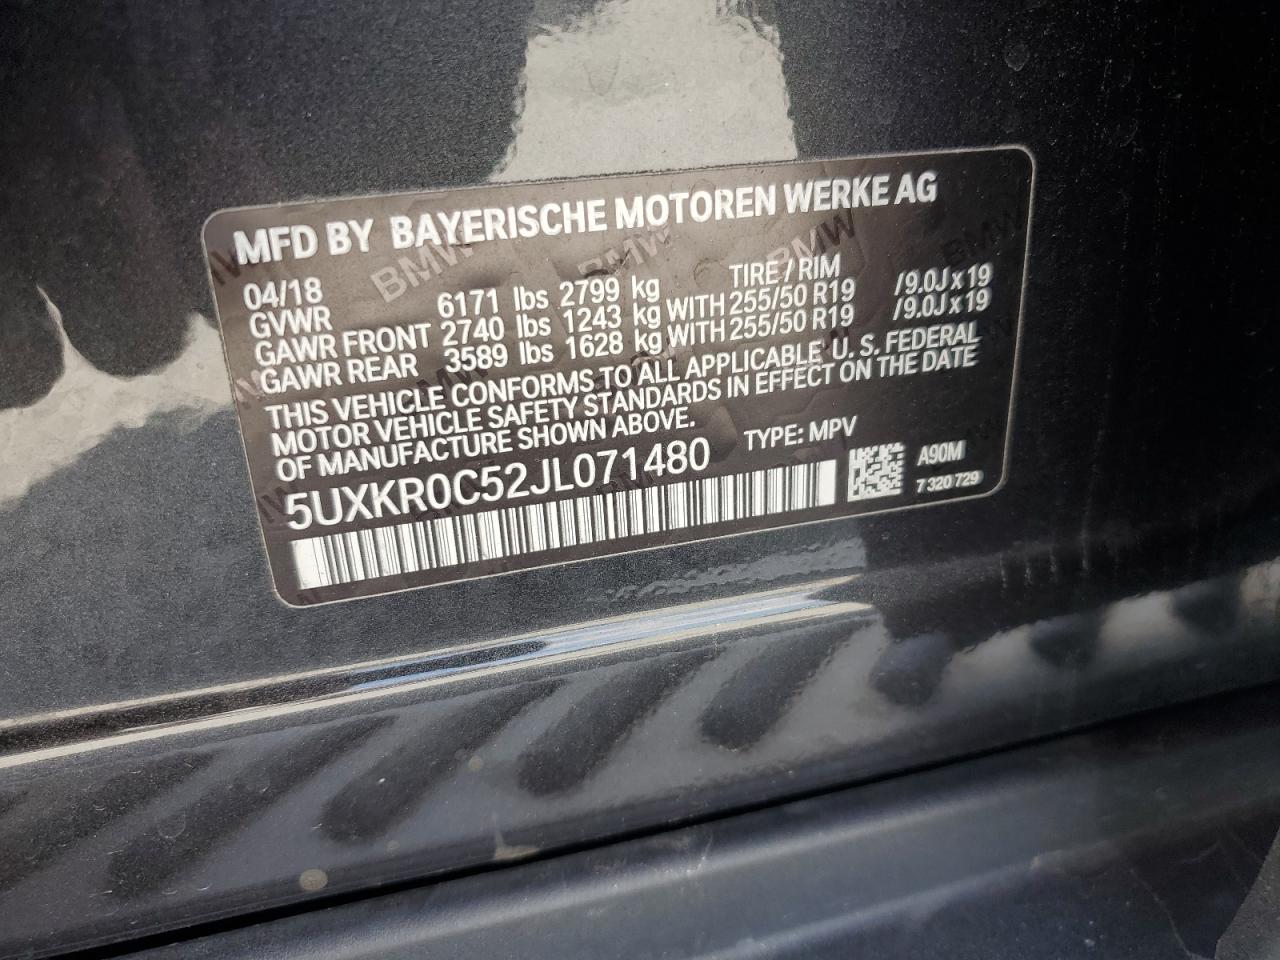 MFD BY BAYERISCHE MOTOREN WERKE AG
04/18 TIRE / RIM
GVWR 6171 lbs 2799 kg
GAWR FRONT 2740 lbs 1243 kg WITH 255/50 R19 /9.0J x 19
GAWR REAR 3589 lbs 1628 kg WITH 255/50 R19 /9.0J x 19
THIS VEHICLE CONFORMS TO ALL APPLICABLE U. S. FEDERAL
MOTOR VEHICLE SAFETY STANDARDS IN EFFECT ON THE DATE
OF MANUFACTURE SHOWN ABOVE.
5UXKR0C52JL071480 TYPE: MPV
A90M
7 320 729